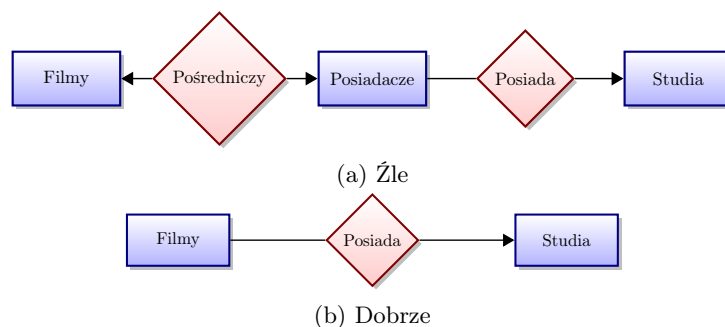 Filmy Pośredniczy Posiadacze Posiada Studia
(a) Źle
Filmy Posiada Studia
(b) Dobrze